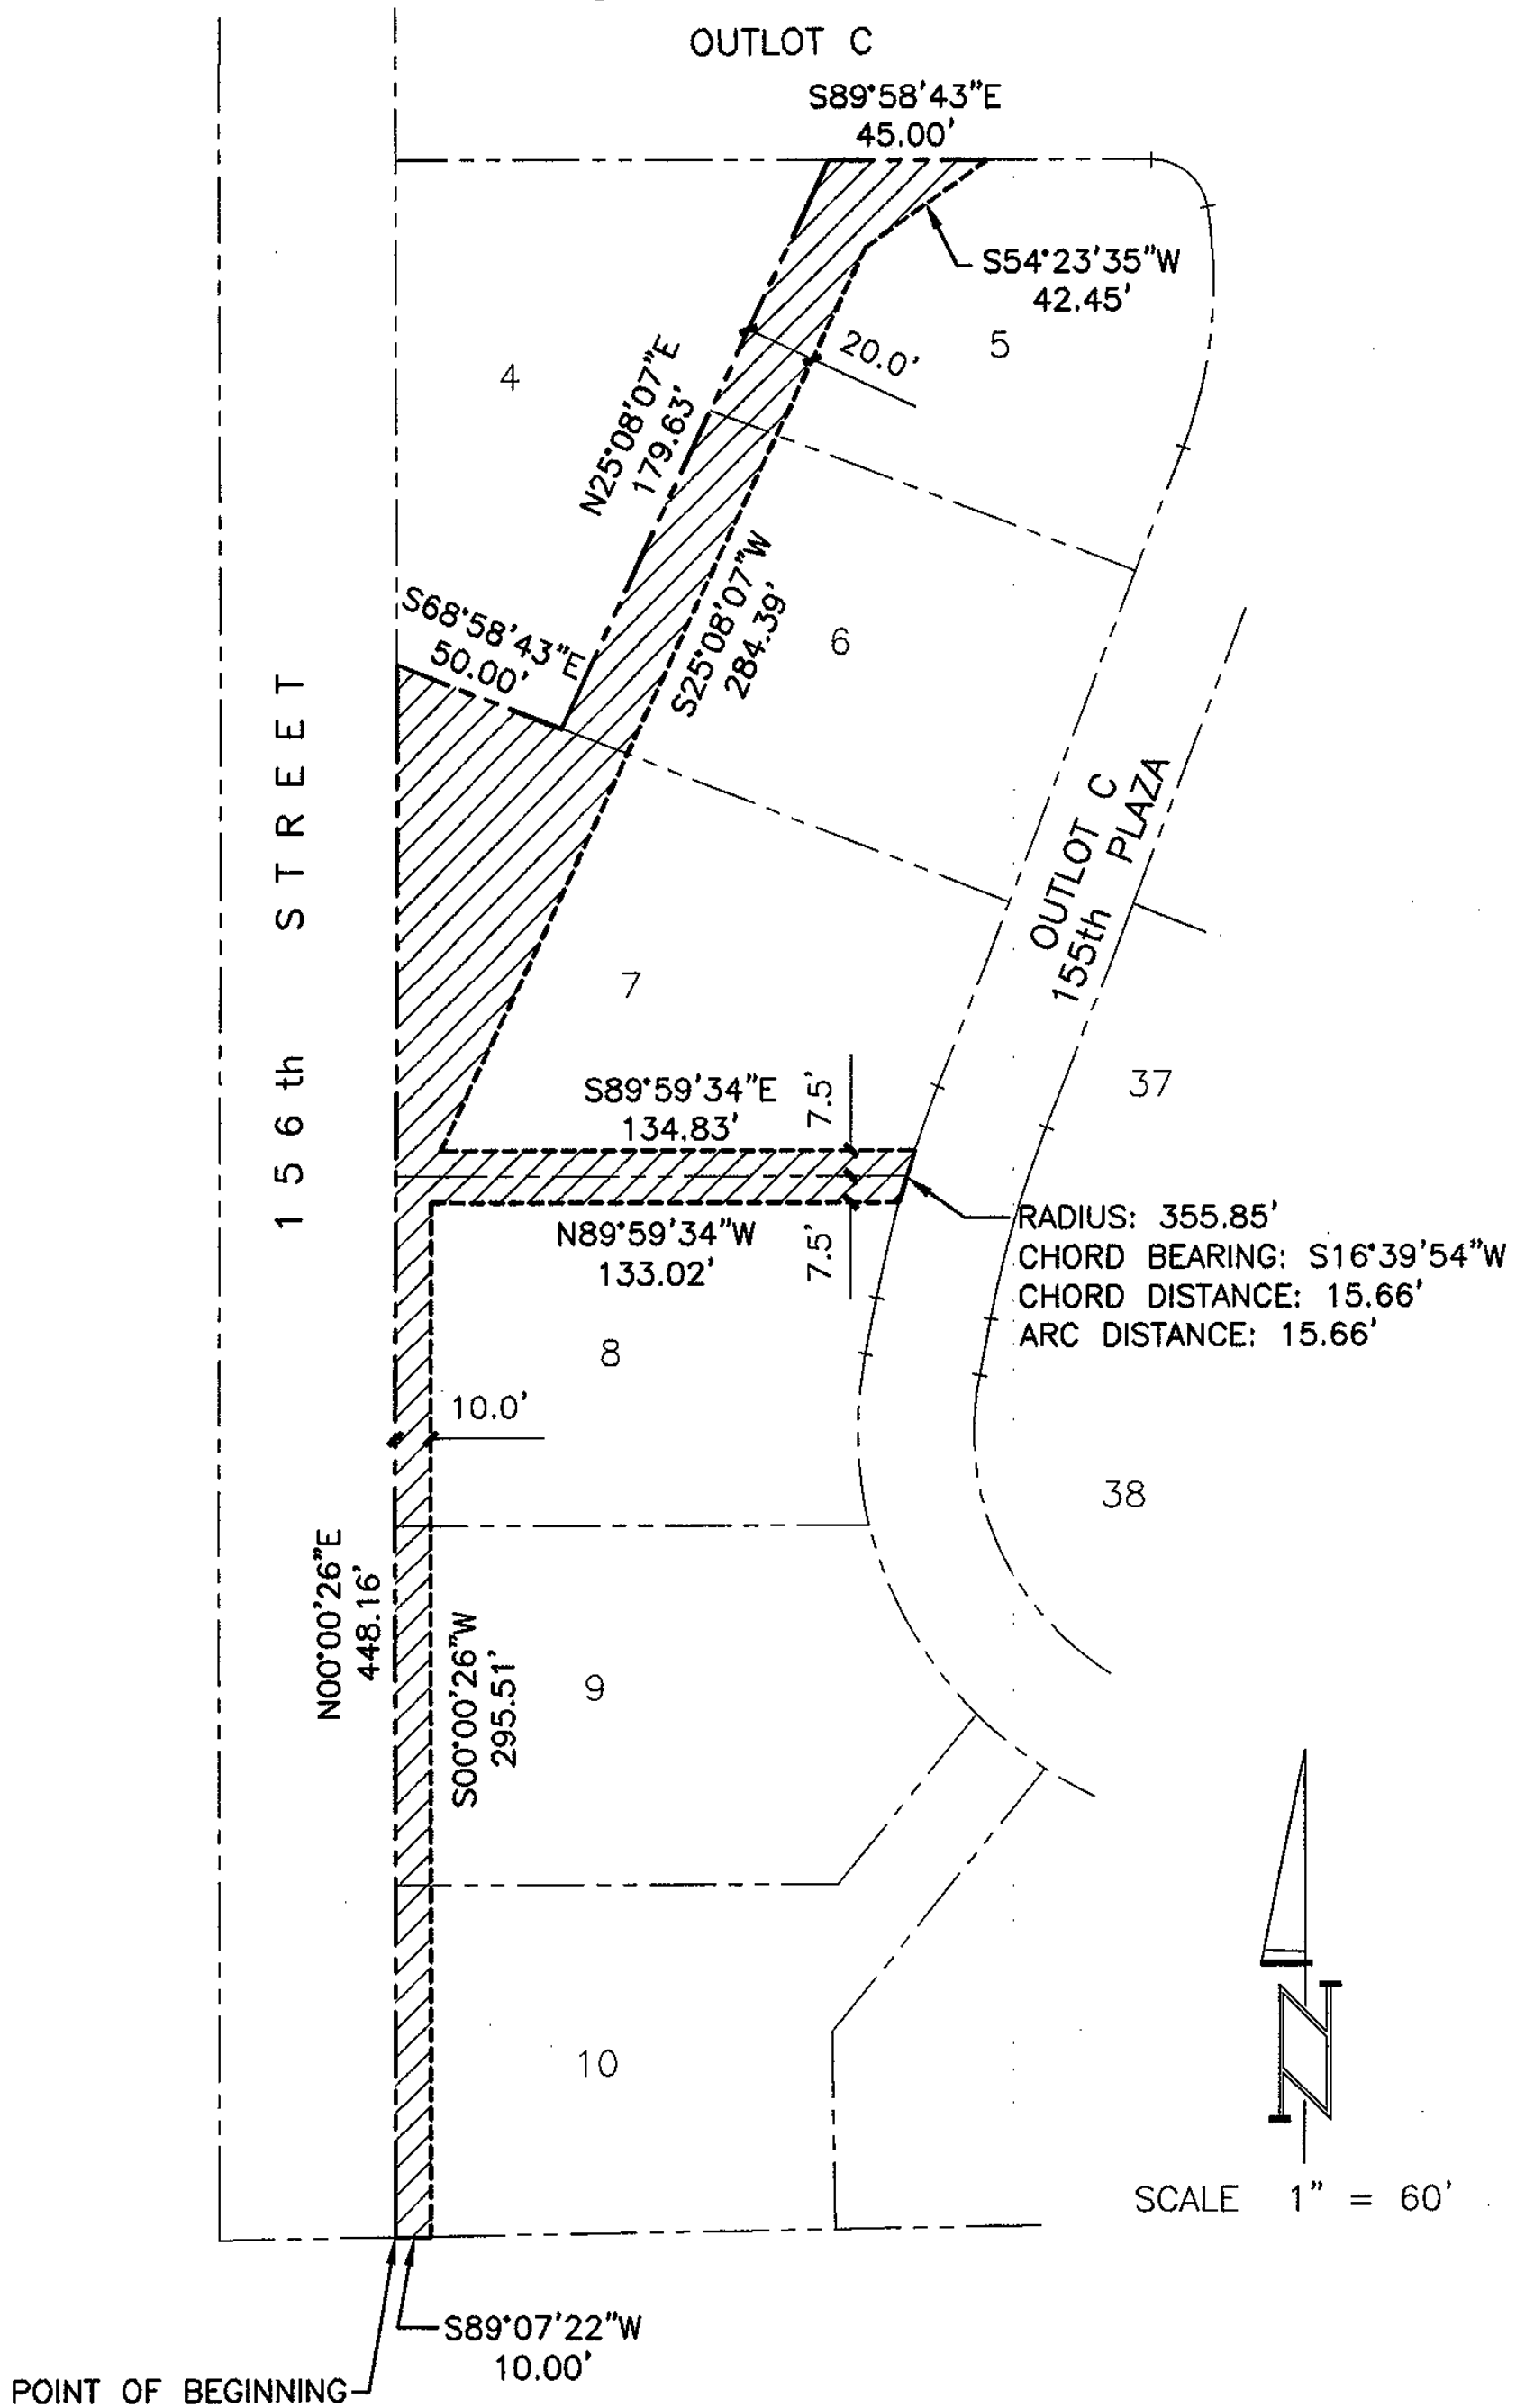 OUTLOT C
S89°58'43"E
45.00'
S54°23'35"W
42.45'
5
20.0'
4
N25°08'07"E
179.63'
S25°08'07"W
284.39'
6
S68°58'43"E
50.00'
156th STREET
OUTLOT C
155th PLAZA
7
37
S89°59'34"E
134.83'
7.5'
N89°59'34"W
133.02'
7.5'
RADIUS: 355.85'
CHORD BEARING: S16°39'54"W
CHORD DISTANCE: 15.66'
ARC DISTANCE: 15.66'
8
10.0'
38
N00°00'26"E
448.16'
S00°00'26"W
295.51'
9
10
N
SCALE 1" = 60'
S89°07'22"W
10.00'
POINT OF BEGINNING